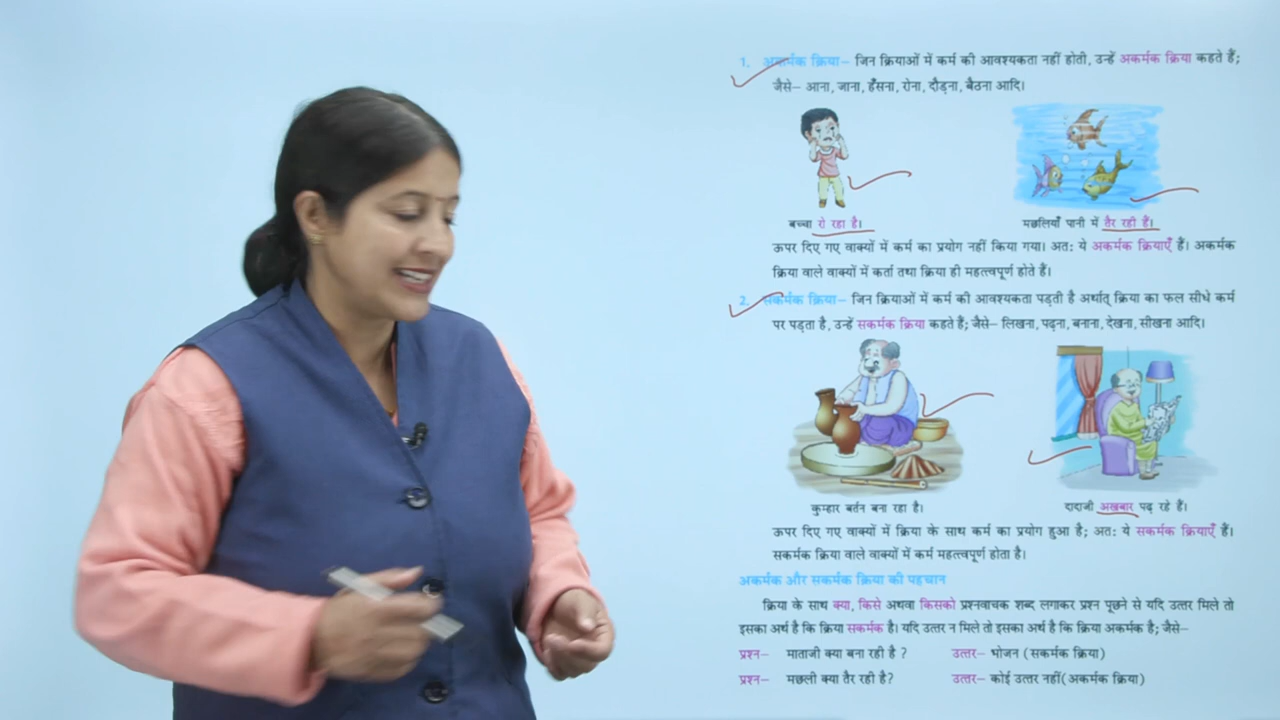 1. अकर्मक क्रिया– जिन क्रियाओं में कर्म की आवश्यकता नहीं होती, उन्हें अकर्मक क्रिया कहते हैं;
जैसे– आना, जाना, हँसना, रोना, दौड़ना, बैठना आदि।
बच्चा रो रहा है।
मछलियाँ पानी में तैर रही हैं।
ऊपर दिए गए वाक्यों में कर्म का प्रयोग नहीं किया गया। अत: ये अकर्मक क्रियाएँ हैं। अकर्मक
क्रिया वाले वाक्यों में कर्ता तथा क्रिया ही महत्त्वपूर्ण होते हैं।
2. सकर्मक क्रिया– जिन क्रियाओं में कर्म की आवश्यकता पड़ती है अर्थात् क्रिया का फल सीधे कर्म
पर पड़ता है, उन्हें सकर्मक क्रिया कहते हैं; जैसे– लिखना, पढ़ना, बनाना, देखना, सीखना आदि।
कुम्हार बर्तन बना रहा है।
दादाजी अखबार पढ़ रहे हैं।
ऊपर दिए गए वाक्यों में क्रिया के साथ कर्म का प्रयोग हुआ है; अत: ये सकर्मक क्रियाएँ हैं।
सकर्मक क्रिया वाले वाक्यों में कर्म महत्त्वपूर्ण होता है।
अकर्मक और सकर्मक क्रिया की पहचान
क्रिया के साथ क्या, किसे अथवा किसको प्रश्नवाचक शब्द लगाकर प्रश्न पूछने से यदि उत्तर मिले तो
इसका अर्थ है कि क्रिया सकर्मक है। यदि उत्तर न मिले तो इसका अर्थ है कि क्रिया अकर्मक है; जैसे–
प्रश्न– माताजी क्या बना रही है ? उत्तर– भोजन (सकर्मक क्रिया)
प्रश्न– मछली क्या तैर रही है? उत्तर– कोई उत्तर नहीं(अकर्मक क्रिया)